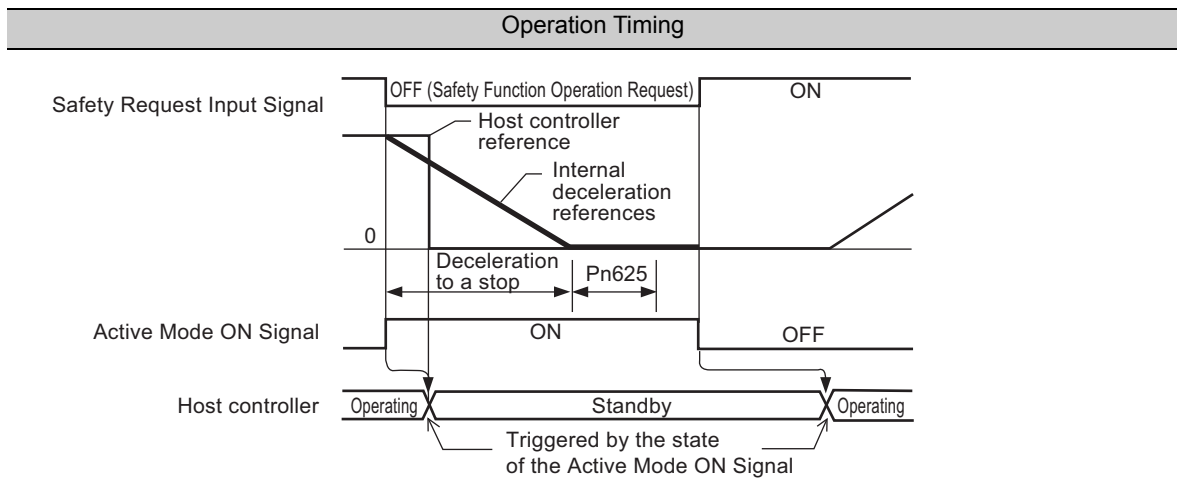 Operation Timing
Safety Request Input Signal
OFF (Safety Function Operation Request)
ON
Host controller
reference
Internal
deceleration
references
0
Deceleration
to a stop
Pn625
Active Mode ON Signal
ON
OFF
Host controller
Operating
Standby
Operating
Triggered by the state
of the Active Mode ON Signal